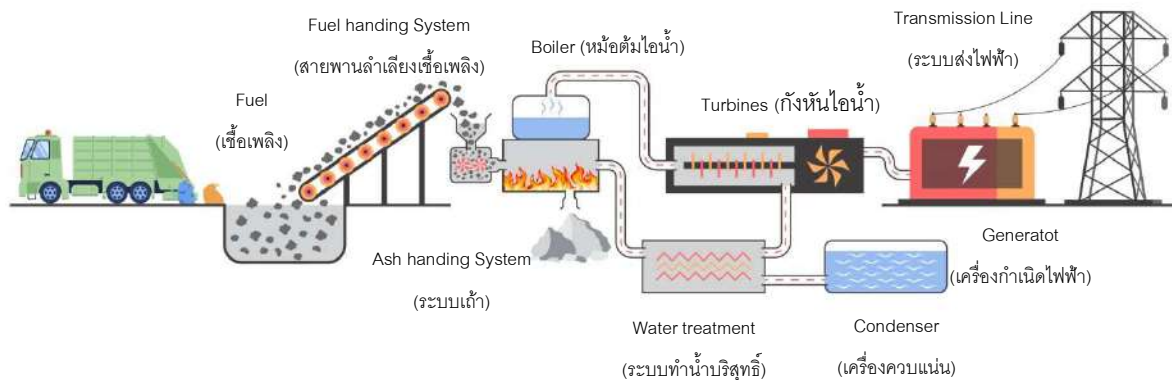 Fuel handing System
(สายพานลำเลียงเชื้อเพลิง)
Fuel
(เชื้อเพลิง)
Boiler (หม้อต้มไอน้ำ)
Turbines (กังหันไอน้ำ)
Transmission Line
(ระบบส่งไฟฟ้า)
Ash handing System
(ระบบเถ้า)
Water treatment
(ระบบทำน้ำบริสุทธิ์)
Condenser
(เครื่องควบแน่น)
Generatot
(เครื่องกำเนิดไฟฟ้า)